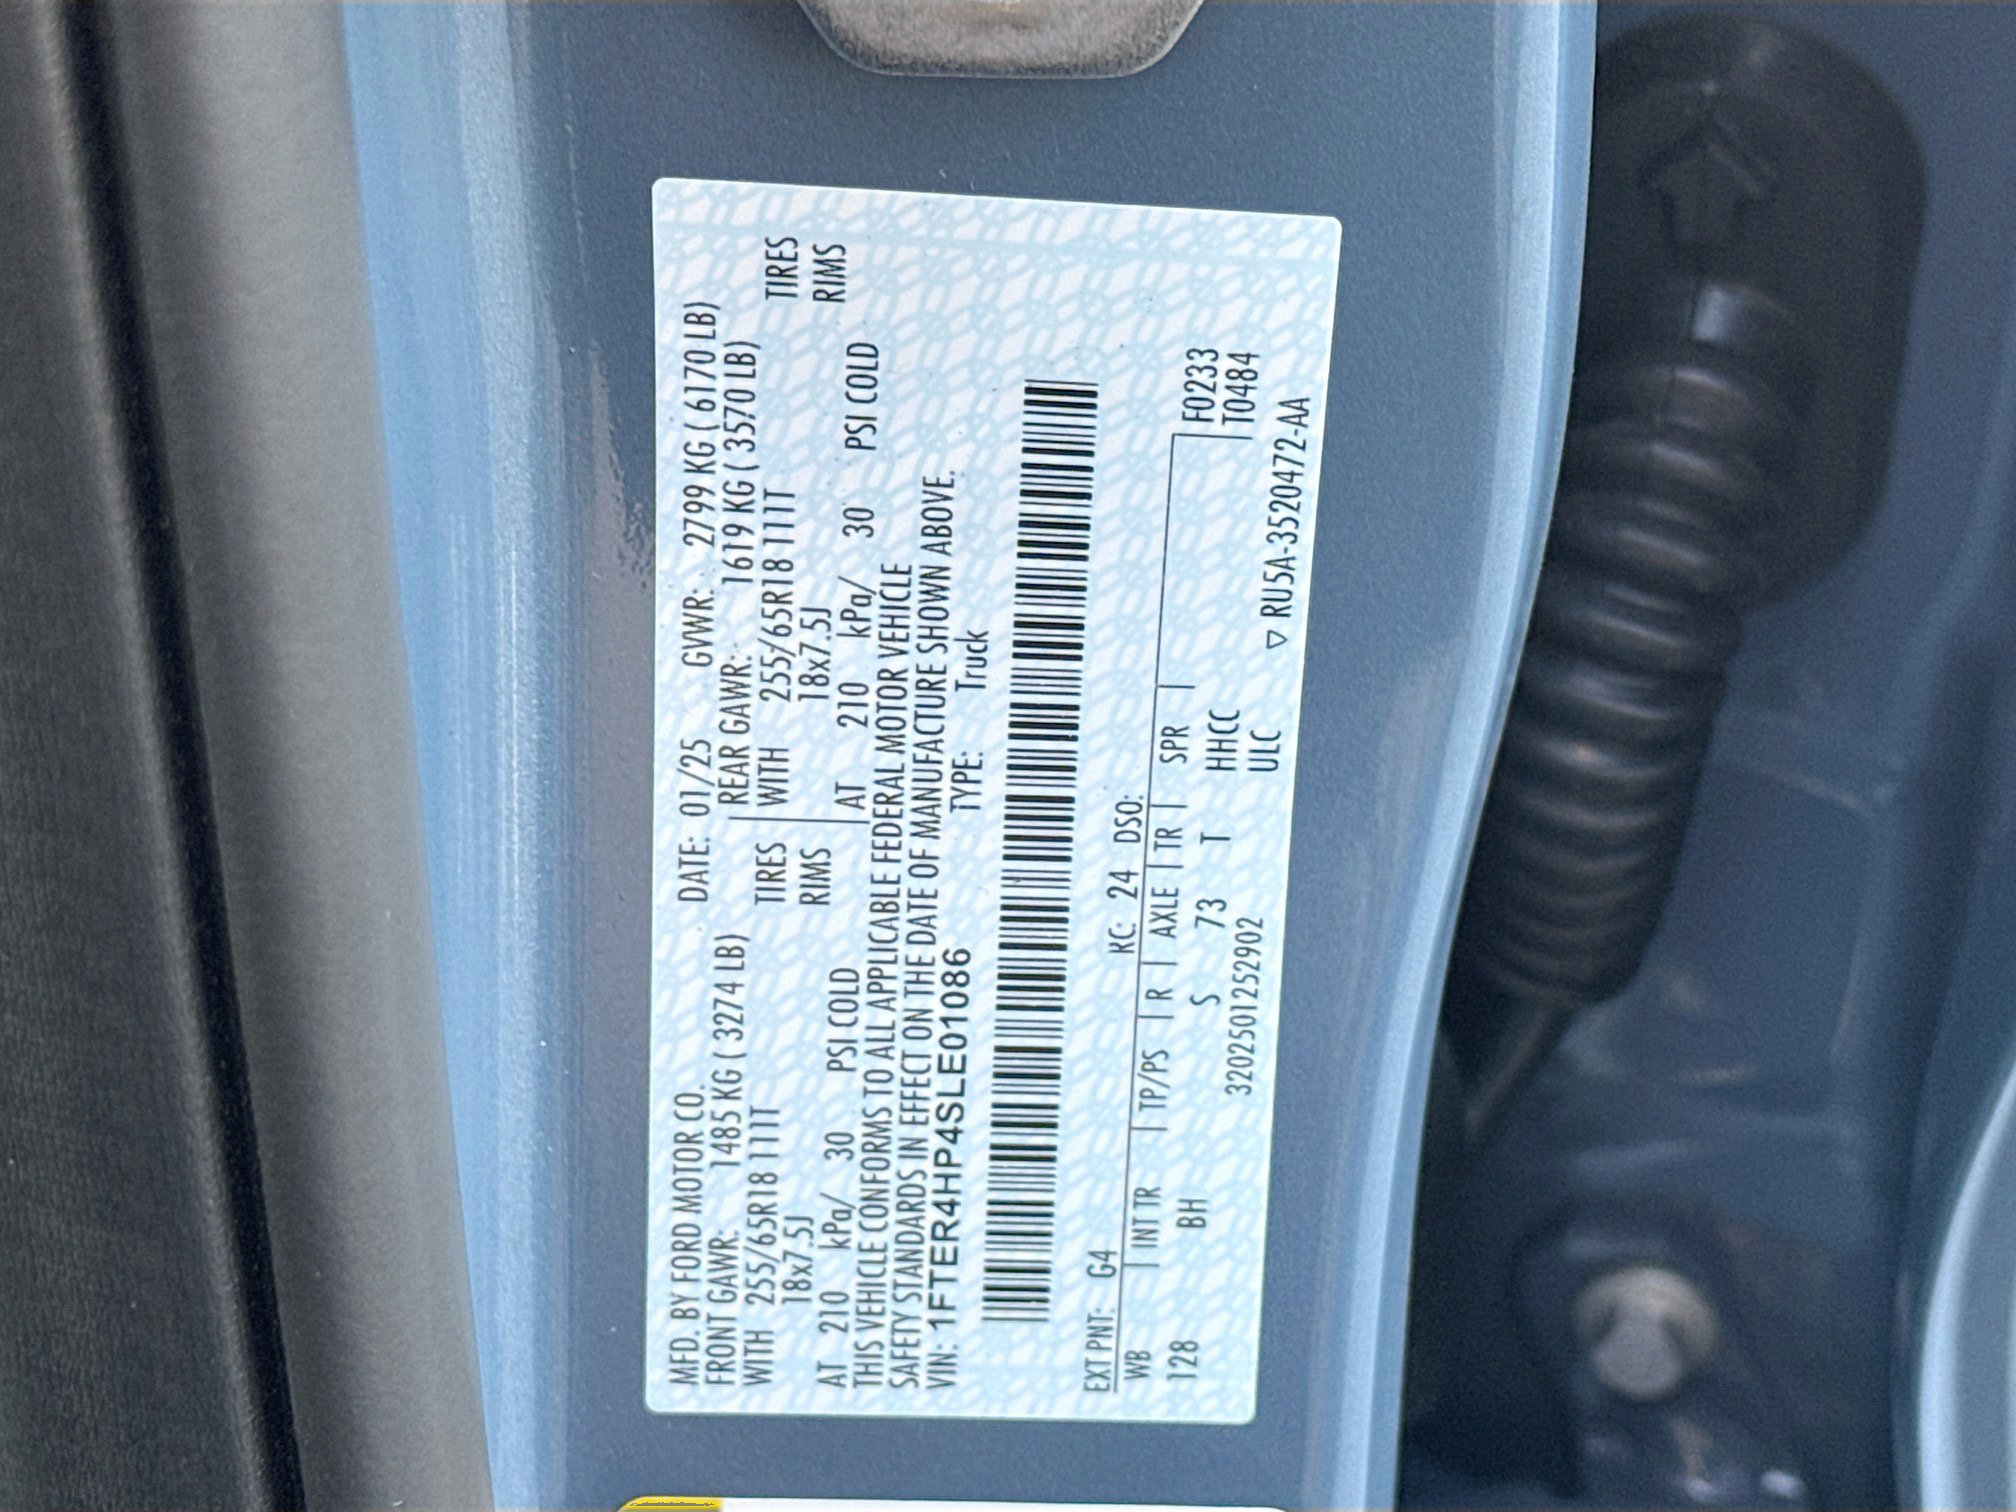 MFD. BY FORD MOTOR CO. DATE: 01/25 GVWR: 2799 KG ( 6170 LB)
FRONT GAWR: 1485 KG ( 3274 LB) REAR GAWR: 1619 KG ( 3570 LB)
WITH 255/65R18 111T TIRES WITH 255/65R18 111T TIRES
18x7.5J RIMS 18x7.5J RIMS
AT 210 kPa/ 30 PSI COLD AT 210 kPa/ 30 PSI COLD
THIS VEHICLE CONFORMS TO ALL APPLICABLE FEDERAL MOTOR VEHICLE
SAFETY STANDARDS IN EFFECT ON THE DATE OF MANUFACTURE SHOWN ABOVE.
VIN: 1FTER4HP4SLE01086 TYPE: Truck
EXT PNT: G4 RC: 24 DSO:
WB INT TR TP/PS R AXLE TR SPR F0233
128 BH S 73 T HHCC T0484
3202501252902 ULC
▽ RU5A-3520472-AA